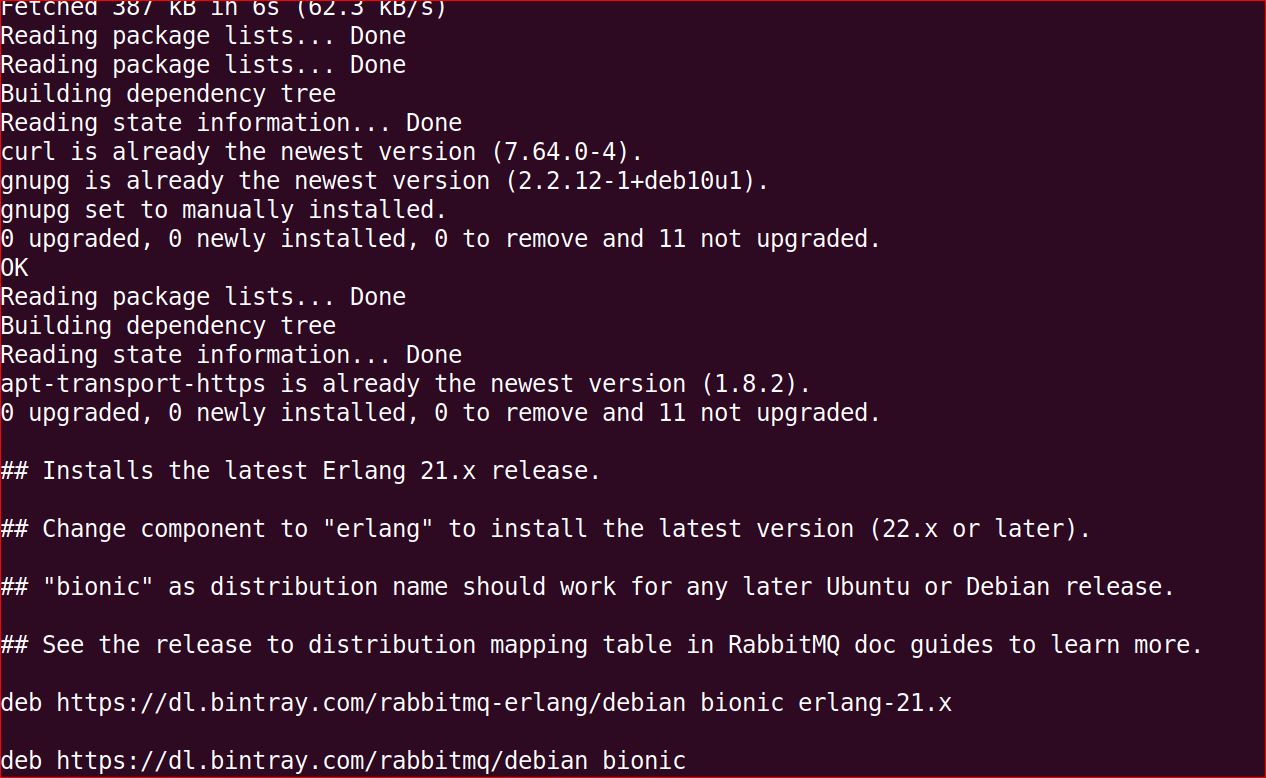 Fetched 387 kB in 6s (62.3 kB/s)
Reading package lists... Done
Reading package lists... Done
Building dependency tree
Reading state information... Done
curl is already the newest version (7.64.0-4).
gnupg is already the newest version (2.2.12-1+deb10u1).
gnupg set to manually installed.
0 upgraded, 0 newly installed, 0 to remove and 11 not upgraded.
OK
Reading package lists... Done
Building dependency tree
Reading state information... Done
apt-transport-https is already the newest version (1.8.2).
0 upgraded, 0 newly installed, 0 to remove and 11 not upgraded.
## Installs the latest Erlang 21.x release.
## Change component to "erlang" to install the latest version (22.x or later).
## "bionic" as distribution name should work for any later Ubuntu or Debian release.
## See the release to distribution mapping table in RabbitMQ doc guides to learn more.
deb https://dl.bintray.com/rabbitmq-erlang/debian bionic erlang-21.x
deb https://dl.bintray.com/rabbitmq/debian bionic